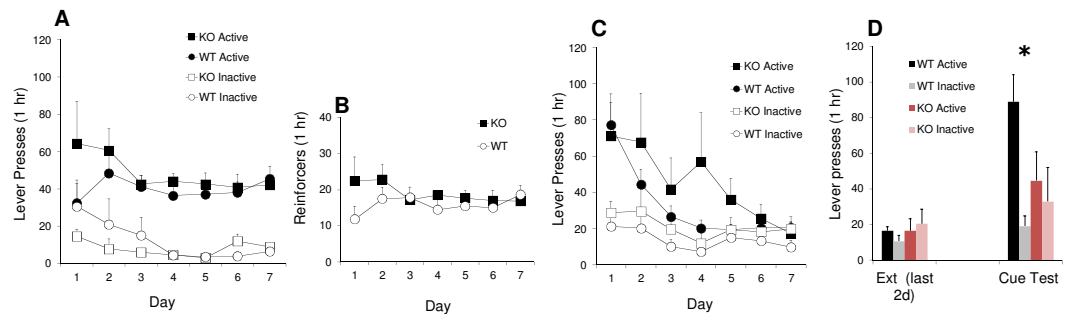 A
Lever Presses (1 hr)
120
100
80
60
40
20
0
KO Active
WT Active
KO Inactive
WT Inactive
1 2 3 4 5 6 7
Day
B
Reinforcers (1 hr)
40
30
20
10
0
KO
WT
1 2 3 4 5 6 7
Day
C
Lever Presses (1 hr)
120
100
80
60
40
20
0
KO Active
WT Active
KO Inactive
WT Inactive
1 2 3 4 5 6 7
Day
D
Lever presses (1 hr)
120
100
80
60
40
20
0
WT Active
WT Inactive
KO Active
KO Inactive
*
Ext (last
2d)
Cue Test